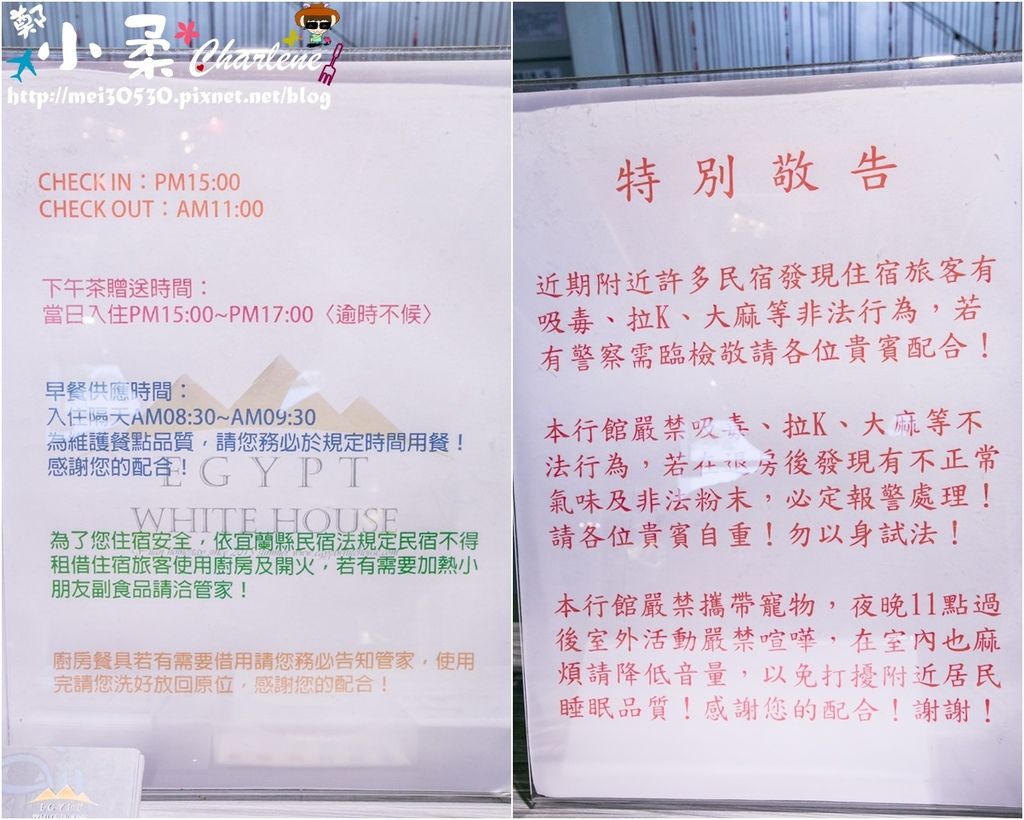 鄭小柔 Charlene
http://mei30530.pixnet.net/blog
CHECK IN：PM15:00
CHECK OUT：AM11:00
下午茶贈送時間：
當日入住PM15:00~PM17:00〈逾時不候〉
早餐供應時間：
入住隔天AM08:30~AM09:30
為維護餐點品質，請您務必於規定時間用餐！
感謝您的配合！
EGYPT
WHITE HOUSE
為了您住宿安全，依宜蘭縣民宿法規定民宿不得
租借住宿旅客使用廚房及開火，若有需要加熱小
朋友副食品請洽管家！
廚房餐具若有需要借用請您務必告知管家，使用
完請您洗好放回原位，感謝您的配合！
EGYPT
WHITE HOUSE
特別敬告
近期附近許多民宿發現住宿旅客有
吸毒、拉K、大麻等非法行為，若
有警察需臨檢敬請各位貴賓配合！
本行館嚴禁吸毒、拉K、大麻等不
法行為，若在退房後發現有不正常
氣味及非法粉末，必定報警處理！
請各位貴賓自重！勿以身試法！
本行館嚴禁攜帶寵物，夜晚11點過
後室外活動嚴禁喧嘩，在室內也麻
煩請降低音量，以免打擾附近居民
睡眠品質！感謝您的配合！謝謝！